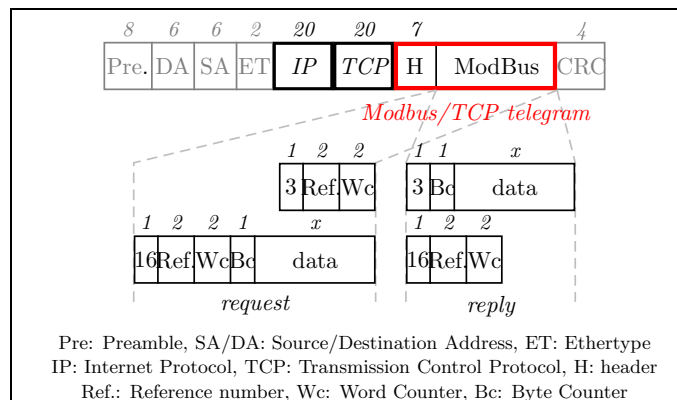 8 6 6 2 20 20 7 4
Pre. DA SA ET IP TCP H ModBus CRC
Modbus/TCP telegram
1 2 2 1 1 x
3 Ref. Wc 3 Bc data
1 2 2 1 x 1 2 2
16 Ref. Wc Bc data 16 Ref. Wc
request reply
Pre: Preamble, SA/DA: Source/Destination Address, ET: Ethertype
IP: Internet Protocol, TCP: Transmission Control Protocol, H: header
Ref.: Reference number, Wc: Word Counter, Bc: Byte Counter